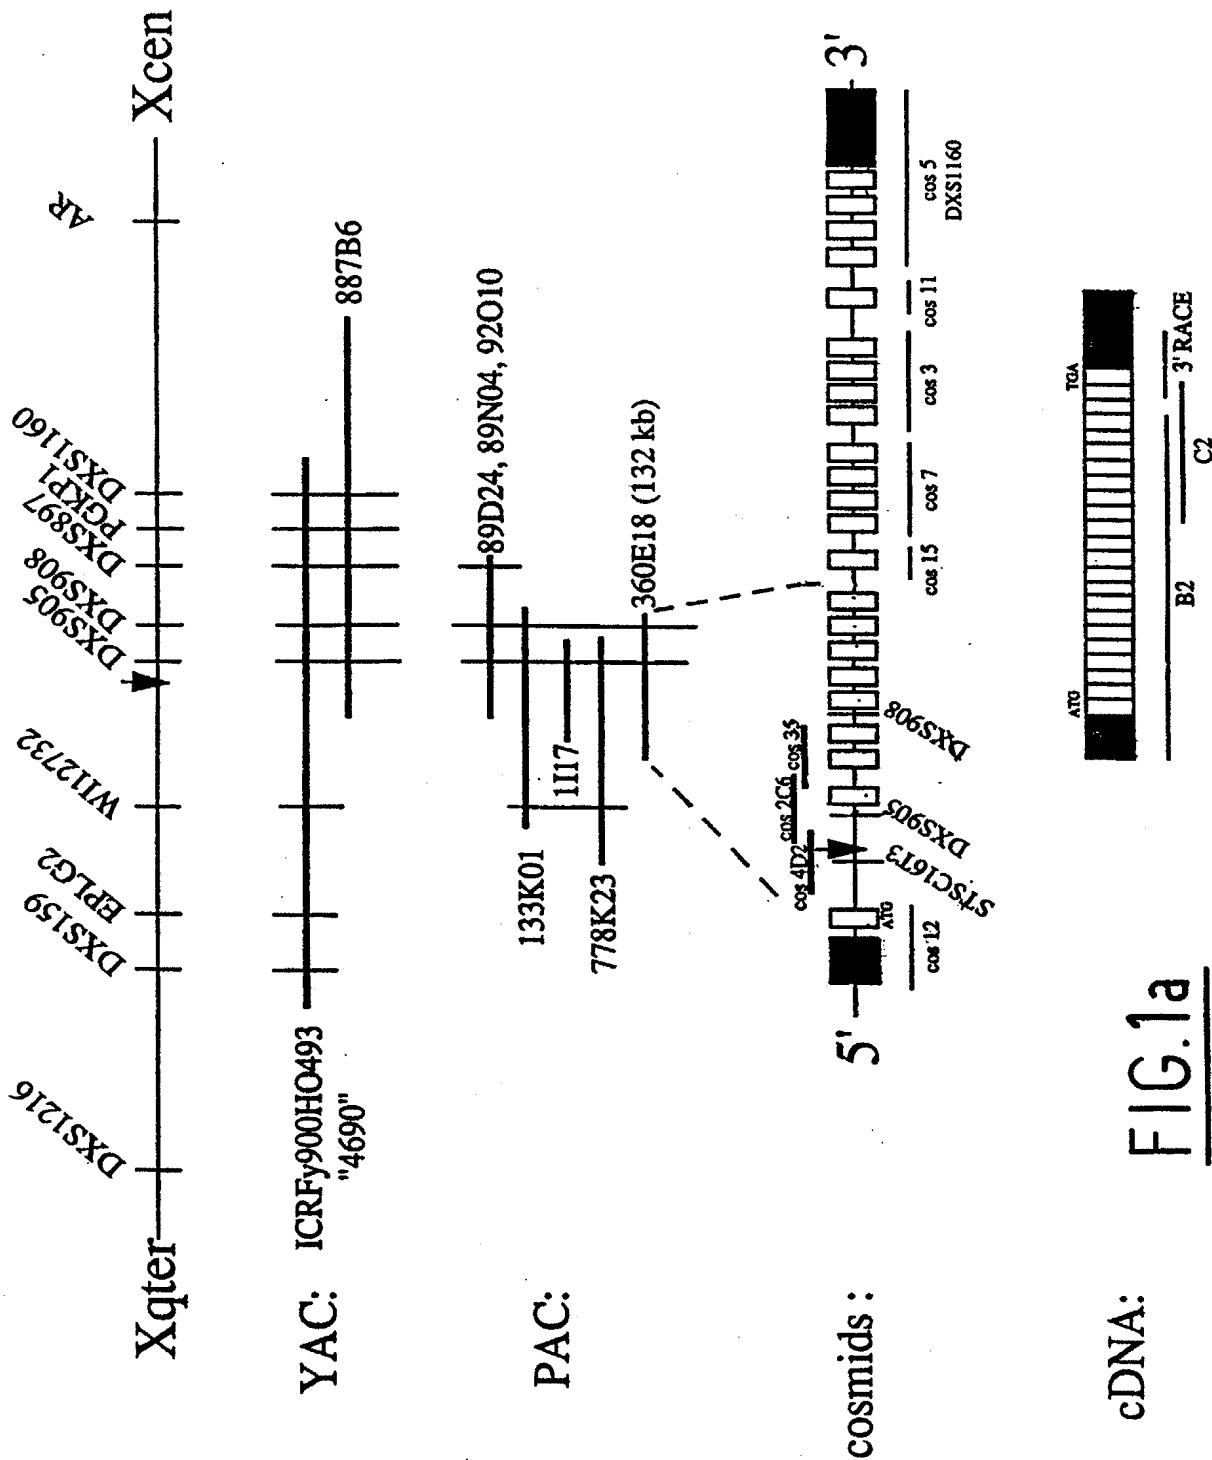 Xqter
Xcen
DXS1216
DXS159
EPLG2
WI12732
DXS905
DXS908
DXS897
PGKP1
DXS1160
AR
YAC:
ICRFy900HO493
"4690"
887B6
PAC:
89D24, 89N04, 92O10
133K01
1I17
778K23
360E18 (132 kb)
cosmids :
5'
3'
cos 4D2
cos 2C6
cos 35
ATG
cos 12
STSC16T3
DXS905
DXS908
cos 15
cos 7
cos 3
cos 11
cos 5
DXS1160
cDNA:
ATG
TGA
B2
C2
3' RACE
FIG.1a